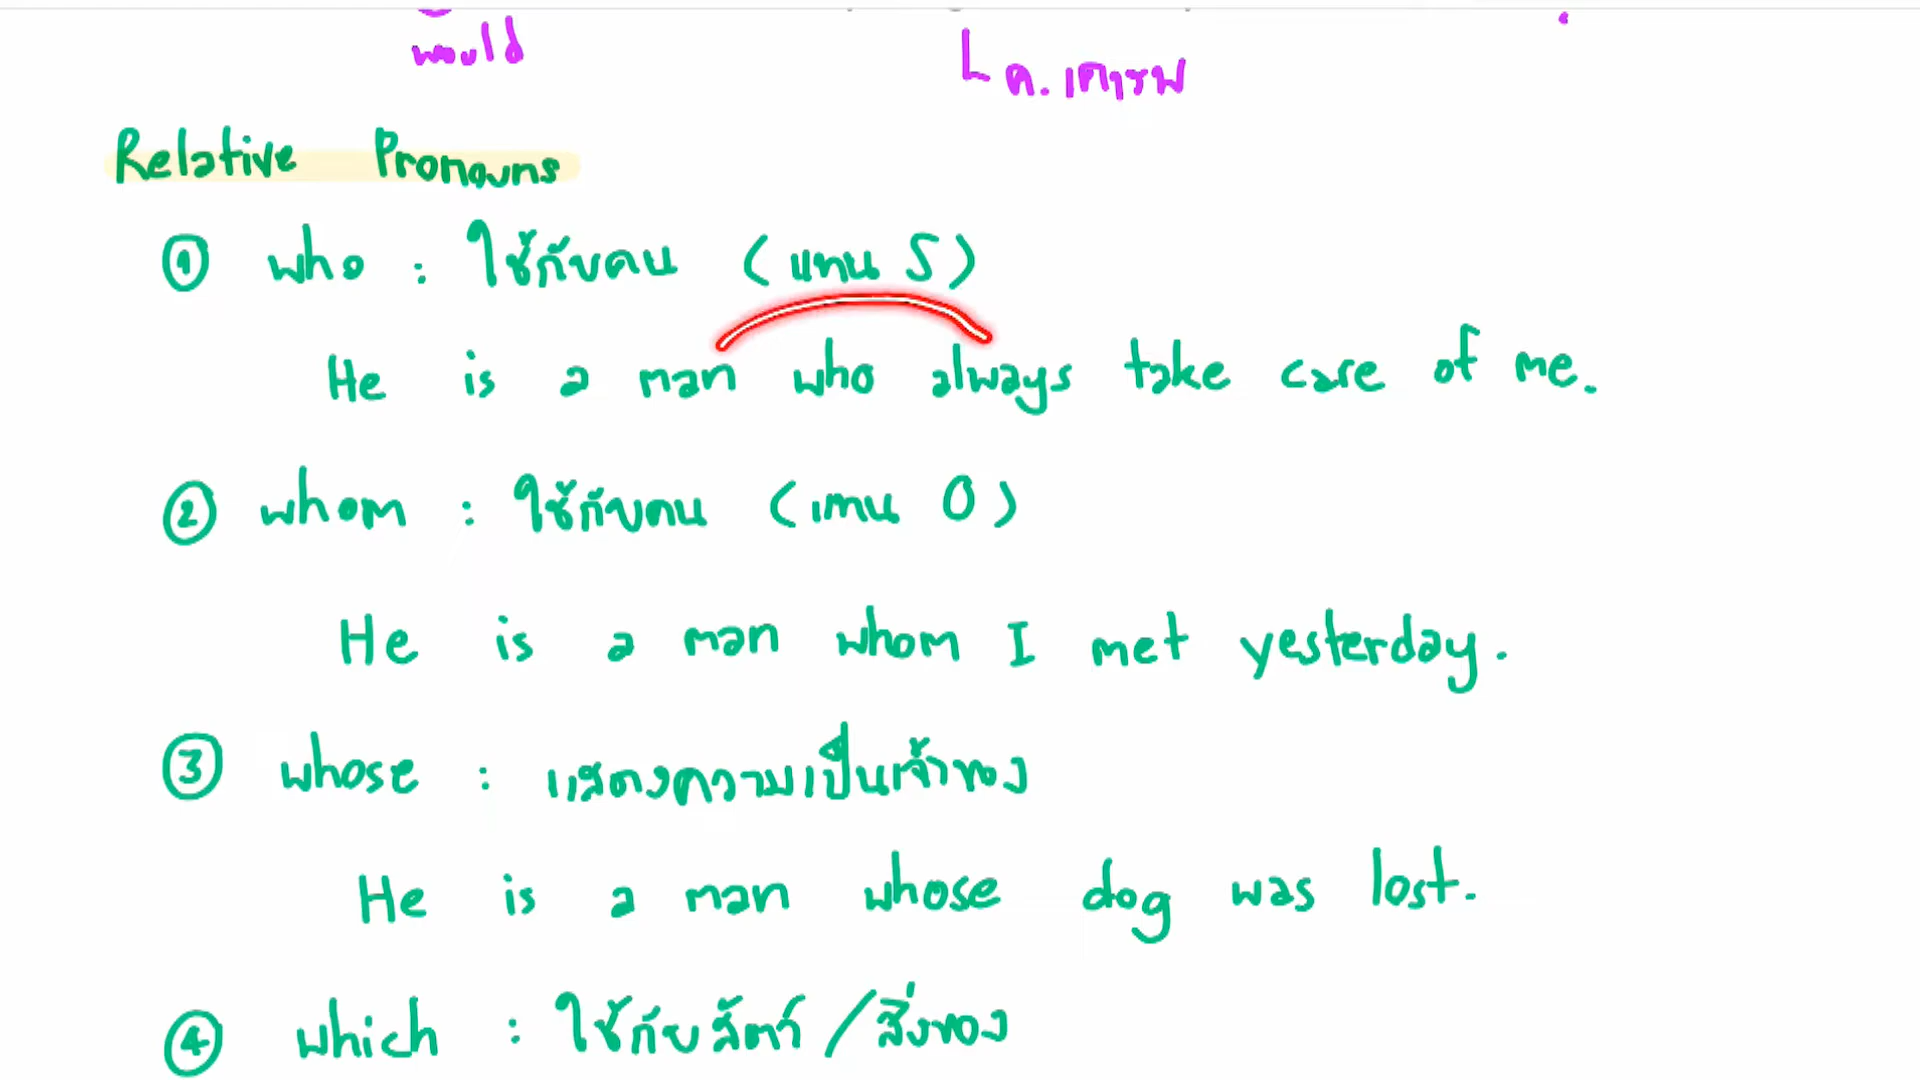 would
ค. เคารพ
Relative Pronouns
① who : ใช้กับคน (แทน S)
He is a man who always take care of me.
② whom : ใช้กับคน (แทน O)
He is a man whom I met yesterday.
③ whose : แสดงความเป็นเจ้าของ
He is a man whose dog was lost.
④ which : ใช้กับสัตว์ / สิ่งของ